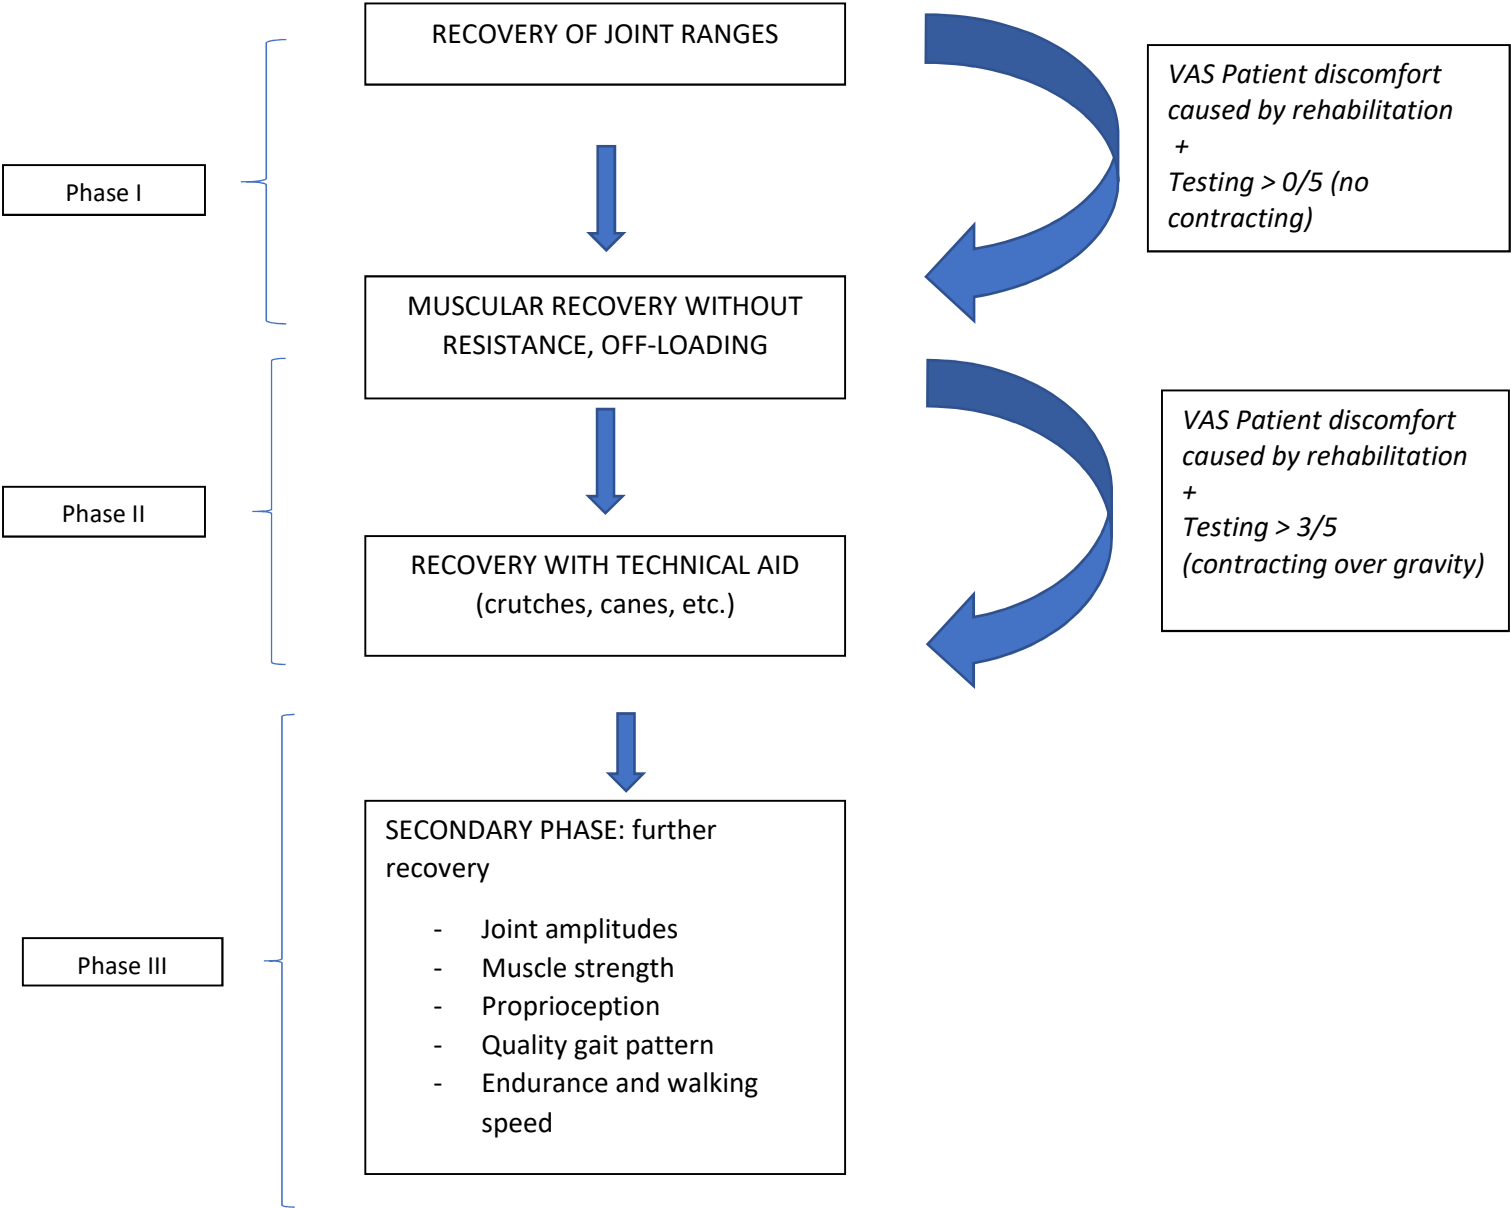 RECOVERY OF JOINT RANGES
VAS Patient discomfort
caused by rehabilitation
+
Testing > 0/5 (no
contracting)
Phase I
MUSCULAR RECOVERY WITHOUT
RESISTANCE, OFF-LOADING
VAS Patient discomfort
caused by rehabilitation
+
Testing > 3/5
(contracting over gravity)
Phase II
RECOVERY WITH TECHNICAL AID
(crutches, canes, etc.)
SECONDARY PHASE: further
recovery
- Joint amplitudes
- Muscle strength
- Proprioception
- Quality gait pattern
- Endurance and walking
speed
Phase III